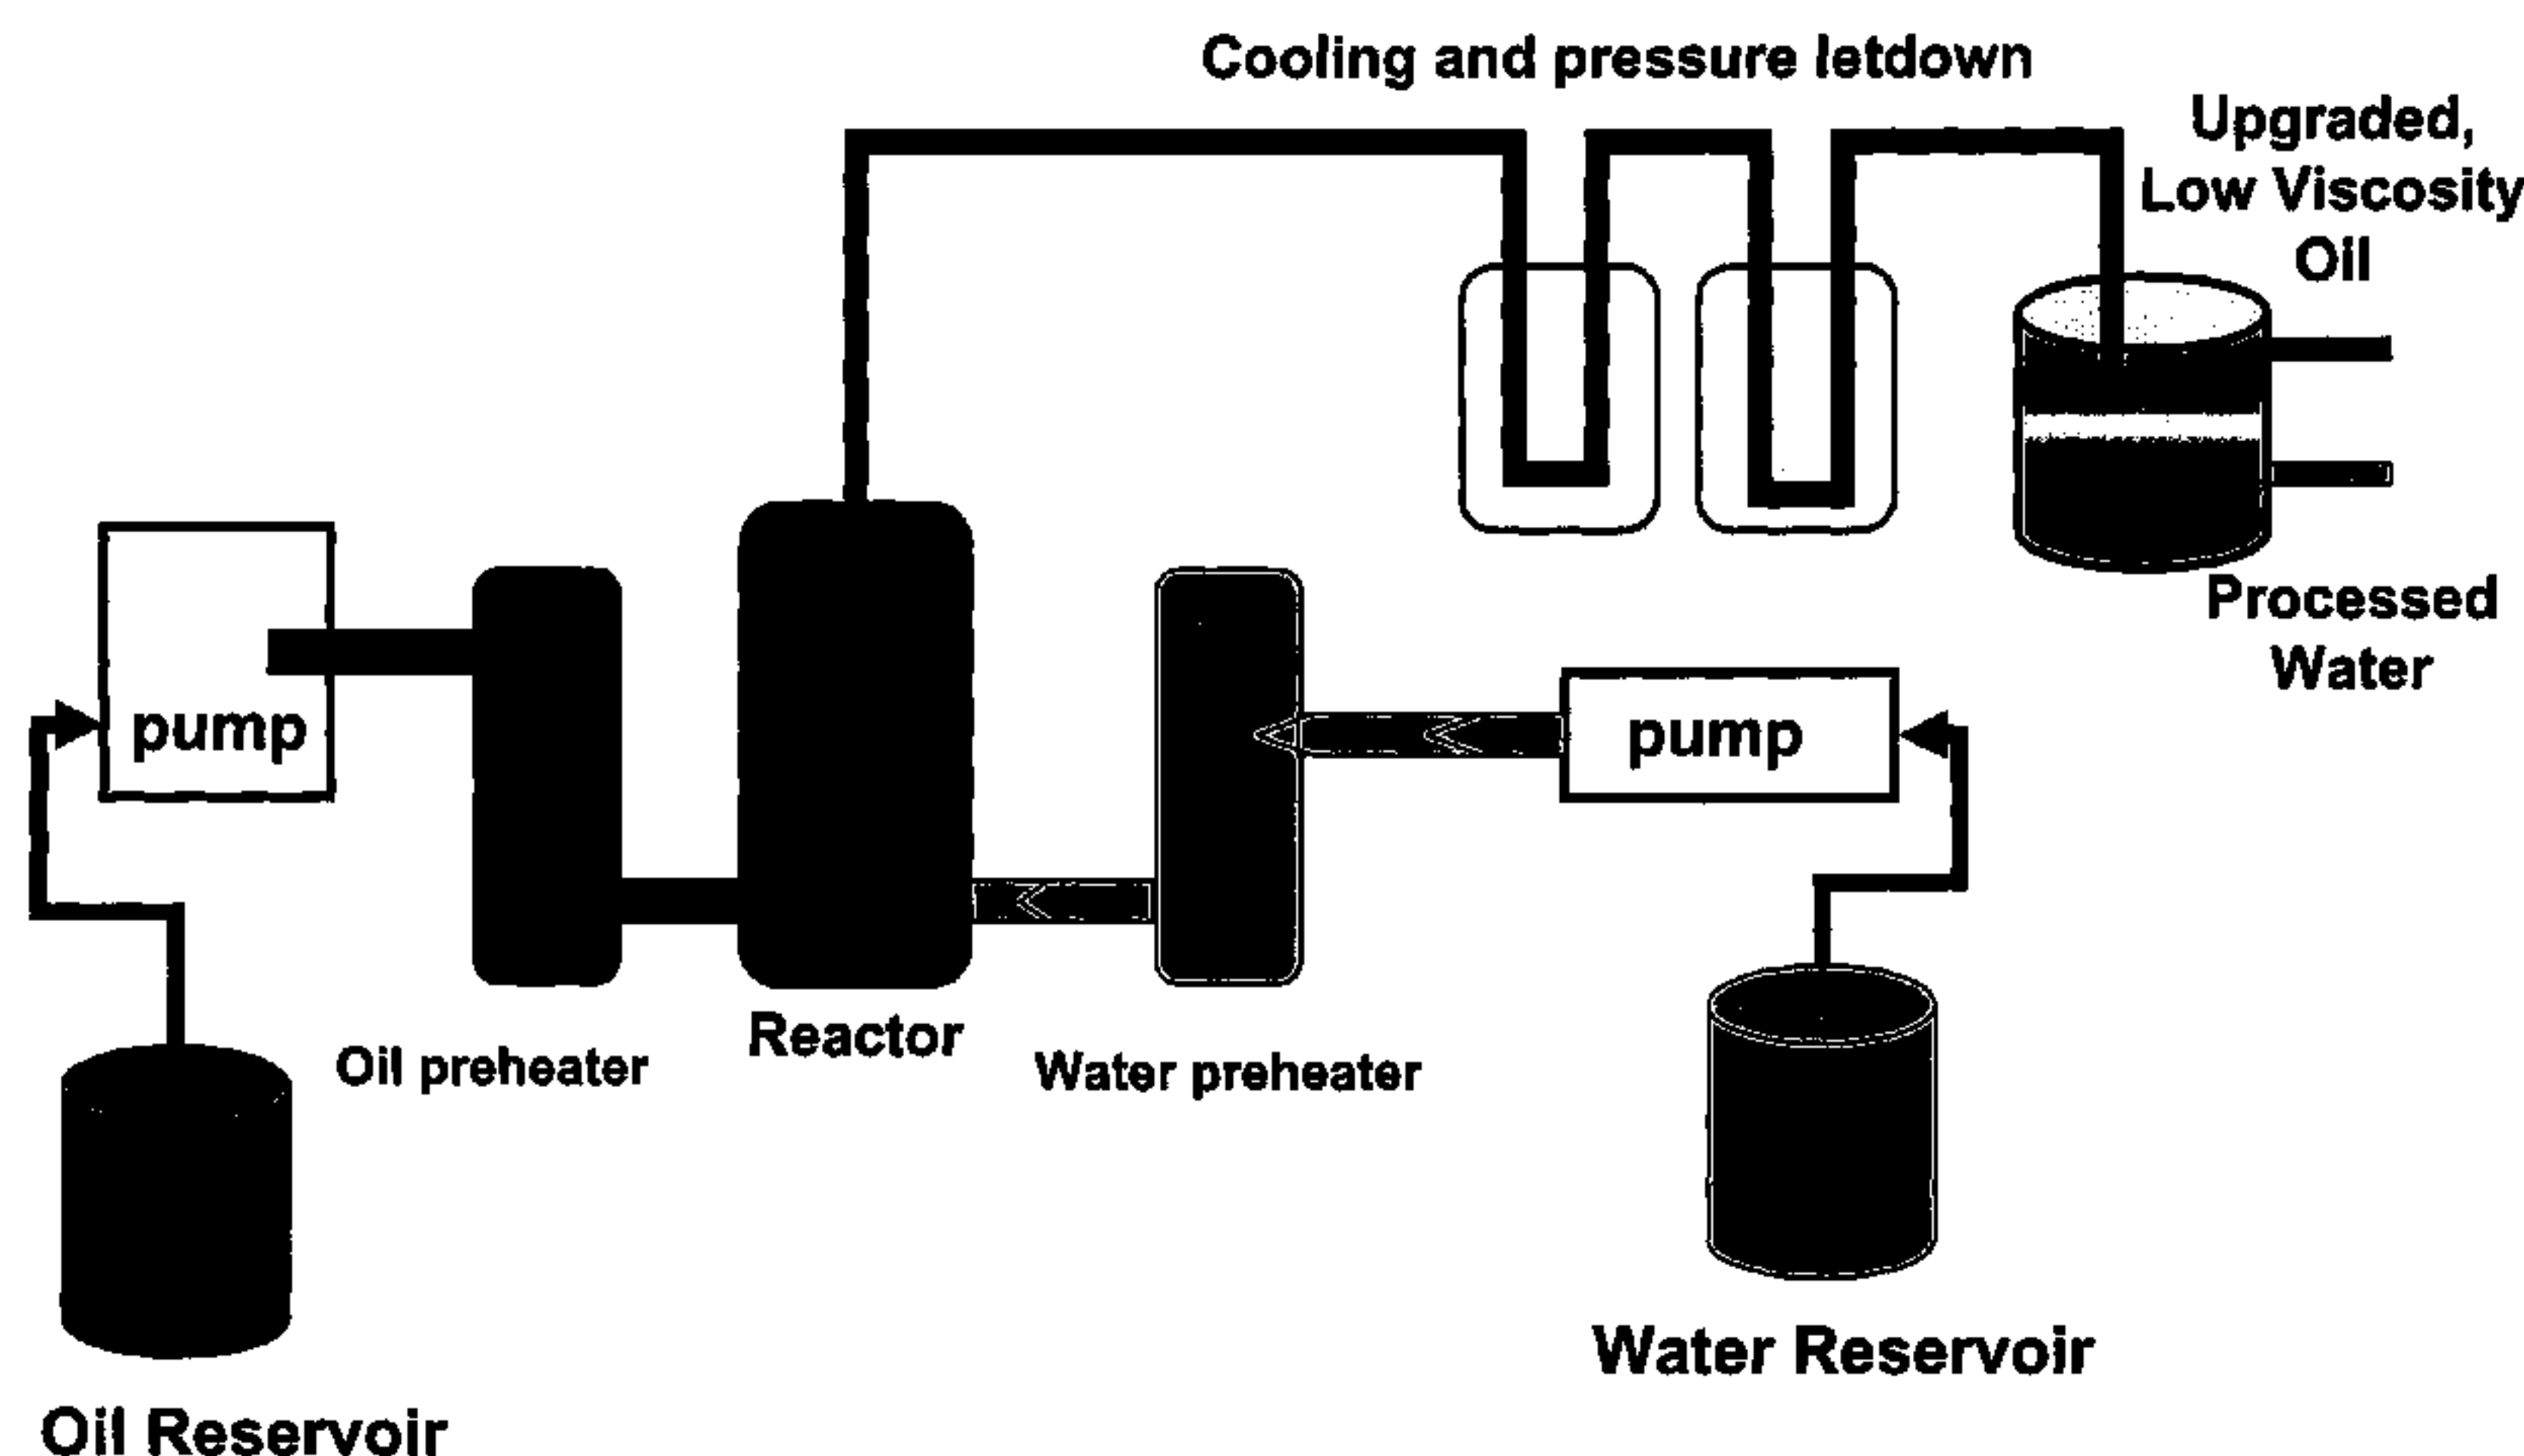 Cooling and pressure letdown
Upgraded,
Low Viscosity
Oil
Processed
Water
pump
pump
Reactor
Oil preheater
Water preheater
Water Reservoir
Oil Reservoir